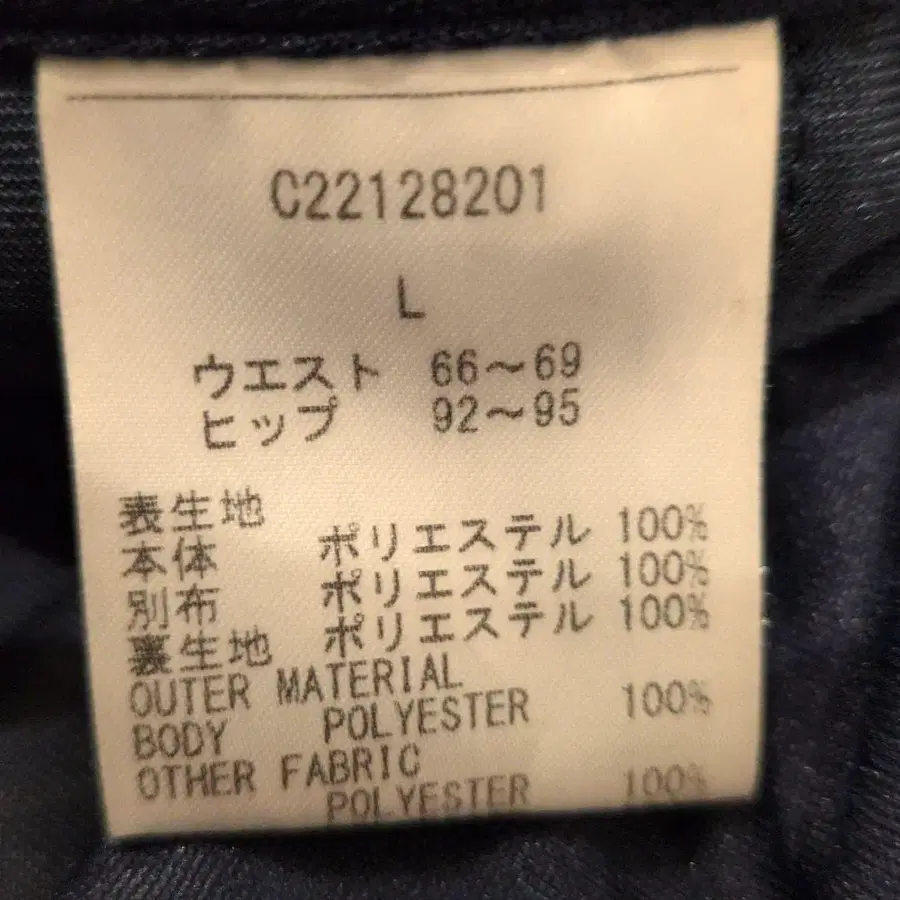 C22128201
L
ウエスト 66～69
ヒップ 92～95
表生地
本体 ポリエステル 100%
別布 ポリエステル 100%
裏生地 ポリエステル 100%
OUTER MATERIAL
BODY POLYESTER 100%
OTHER FABRIC
POLYESTER 100%